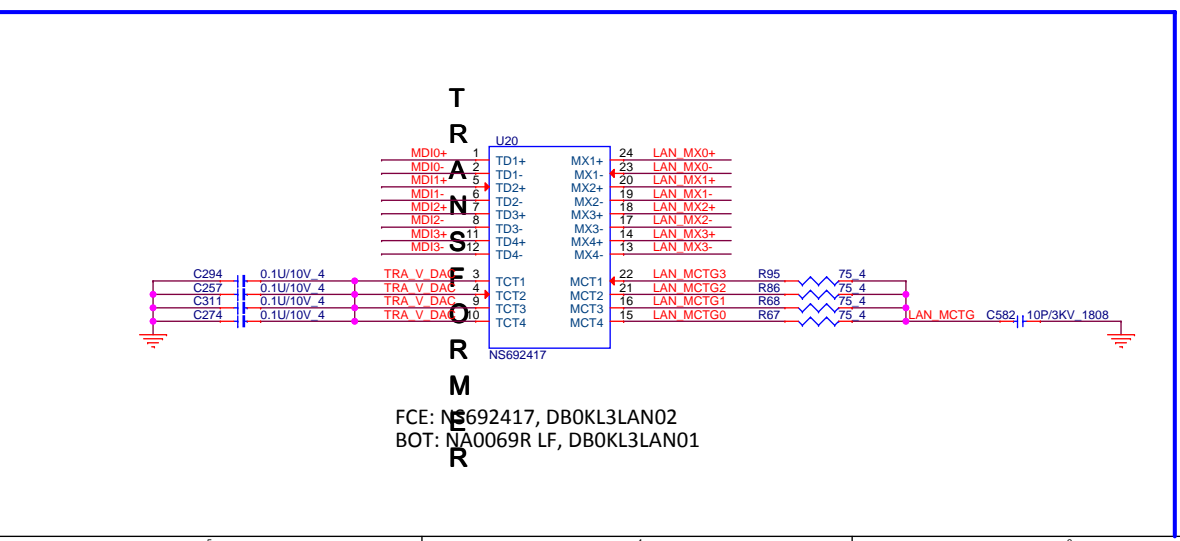 TRANSFORMER
U20
MDI0+ 1 TD1+ MX1+ 24 LAN_MX0+
MDI0- 2 TD1- MX1- 23 LAN_MX0-
MDI1+ 5 TD2+ MX2+ 20 LAN_MX1+
MDI1- 6 TD2- MX2- 19 LAN_MX1-
MDI2+ 7 TD3+ MX3+ 18 LAN_MX2+
MDI2- 8 TD3- MX3- 17 LAN_MX2-
MDI3+ 11 TD4+ MX4+ 14 LAN_MX3+
MDI3- 12 TD4- MX4- 13 LAN_MX3-
C294 0.1U/10V_4 TRA_V_DAC 3 TCT1 MCT1 22 LAN_MCTG3 R95 75_4
C257 0.1U/10V_4 TRA_V_DAC 4 TCT2 MCT2 21 LAN_MCTG2 R86 75_4
C311 0.1U/10V_4 TRA_V_DAC 9 TCT3 MCT3 16 LAN_MCTG1 R68 75_4
C274 0.1U/10V_4 TRA_V_DAC 10 TCT4 MCT4 15 LAN_MCTG0 R67 75_4 LAN_MCTG C582 10P/3KV_1808
NS692417
FCE: NS692417, DB0KL3LAN02
BOT: NA0069R LF, DB0KL3LAN01